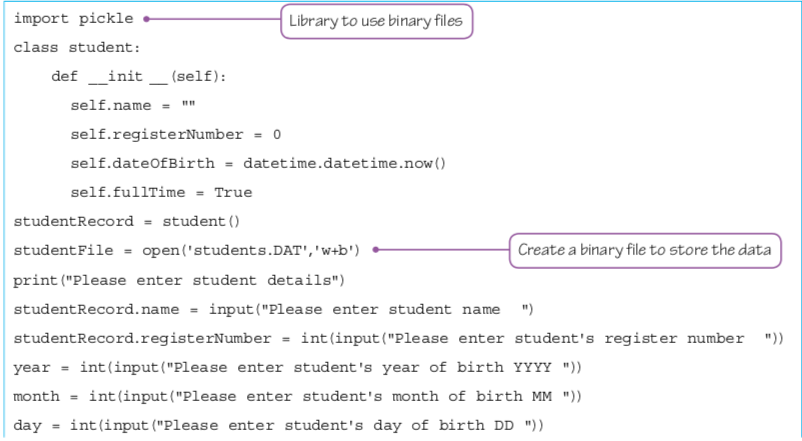 import pickle Library to use binary files
class student:
    def __init __(self):
      self.name = ""
      self.registerNumber = 0
      self.dateOfBirth = datetime.datetime.now()
      self.fullTime = True
studentRecord = student()
studentFile = open('students.DAT','w+b') Create a binary file to store the data
print("Please enter student details")
studentRecord.name = input("Please enter student name  ")
studentRecord.registerNumber = int(input("Please enter student's register number  "))
year = int(input("Please enter student's year of birth YYYY "))
month = int(input("Please enter student's month of birth MM "))
day = int(input("Please enter student's day of birth DD "))